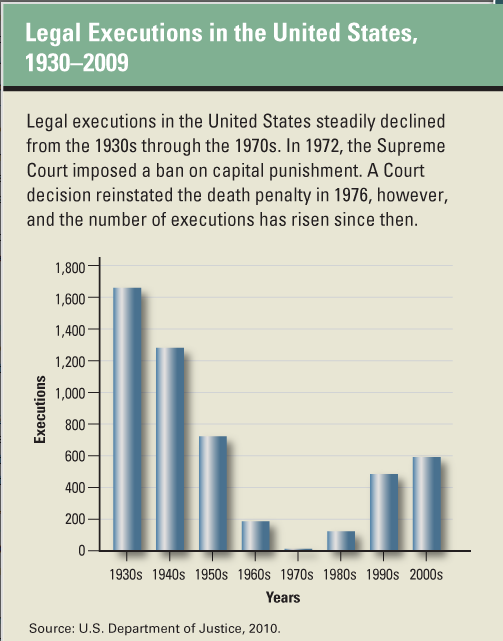 Legal Executions in the United States,
1930–2009
Legal executions in the United States steadily declined
from the 1930s through the 1970s. In 1972, the Supreme
Court imposed a ban on capital punishment. A Court
decision reinstated the death penalty in 1976, however,
and the number of executions has risen since then.
1,800
1,600
1,400
1,200
1,000
800
600
400
200
0
Executions
1930s 1940s 1950s 1960s 1970s 1980s 1990s 2000s
Years
Source: U.S. Department of Justice, 2010.